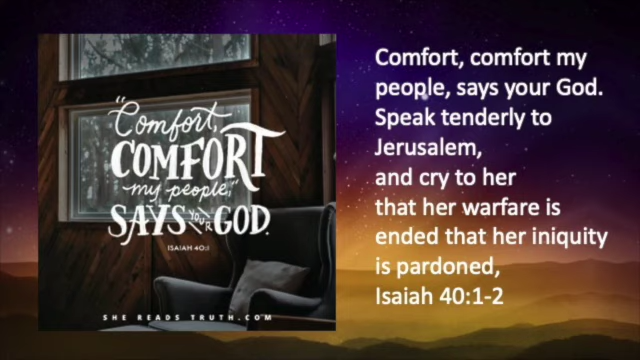 "Comfort,
COMFORT
my people,"
SAYS YOUR GOD.
ISAIAH 40:1
SHE READS TRUTH.COM
Comfort, comfort my
people, says your God.
Speak tenderly to
Jerusalem,
and cry to her
that her warfare is
ended that her iniquity
is pardoned,
Isaiah 40:1-2